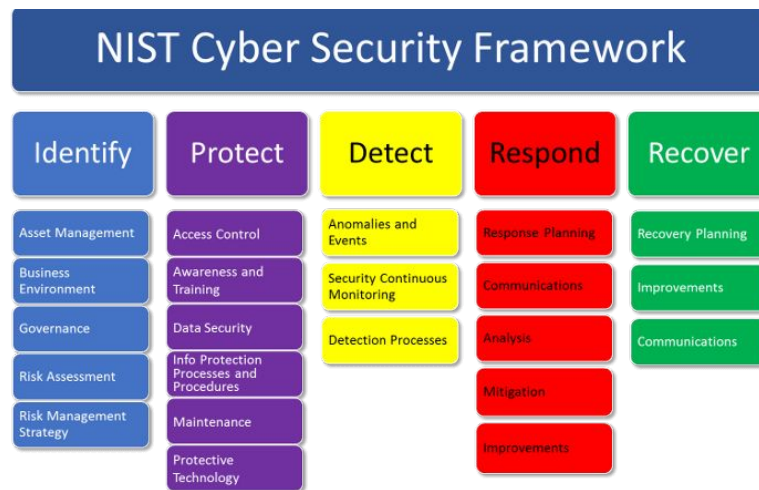 NIST Cyber Security Framework
Identify
Asset Management
Business
Environment
Governance
Risk Assessment
Risk Management
Strategy
Protect
Access Control
Awareness and
Training
Data Security
Info Protection
Processes and
Procedures
Maintenance
Protective
Technology
Detect
Anomalies and
Events
Security Continuous
Monitoring
Detection Processes
Respond
Response Planning
Communications
Analysis
Mitigation
Improvements
Recover
Recovery Planning
Improvements
Communications